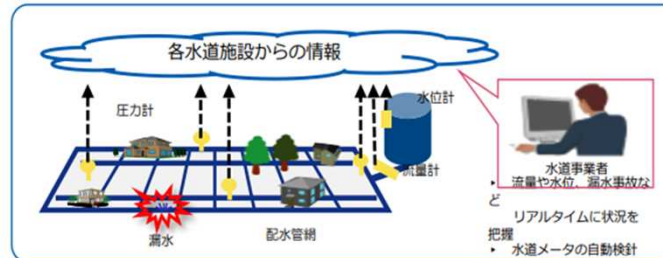 各水道施設からの情報
圧力計
水位計
流量計
漏水
配水管網
水道事業者
▸ 流量や水位、漏水事故な
ど
リアルタイムに状況を
把握
▸ 水道メータの自動検針